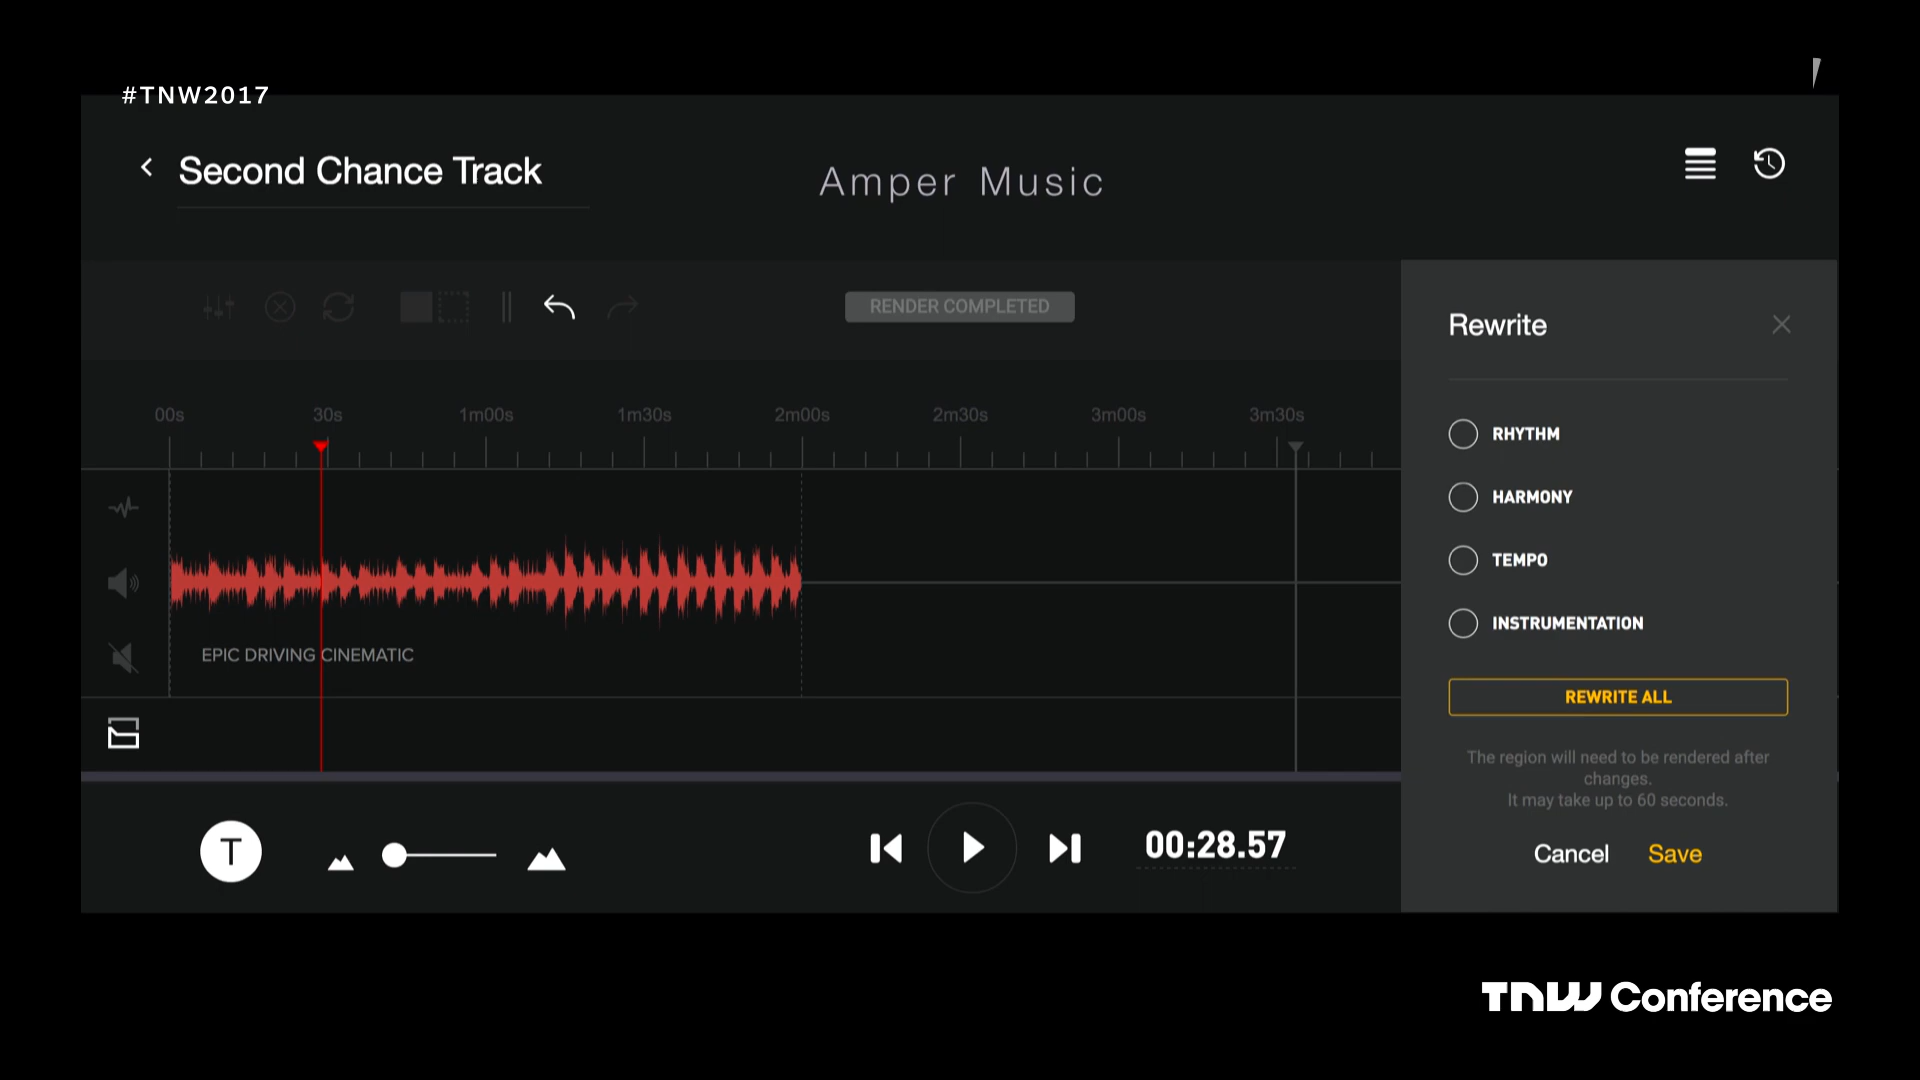 #TNW2017
Second Chance Track
Amper Music
RENDER COMPLETED
00s 30s 1m00s 1m30s 2m00s 2m30s 3m00s 3m30s
EPIC DRIVING CINEMATIC
T
00:28.57
Rewrite
RHYTHM
HARMONY
TEMPO
INSTRUMENTATION
REWRITE ALL
The region will need to be rendered after
changes.
It may take up to 60 seconds.
Cancel Save
TNW Conference